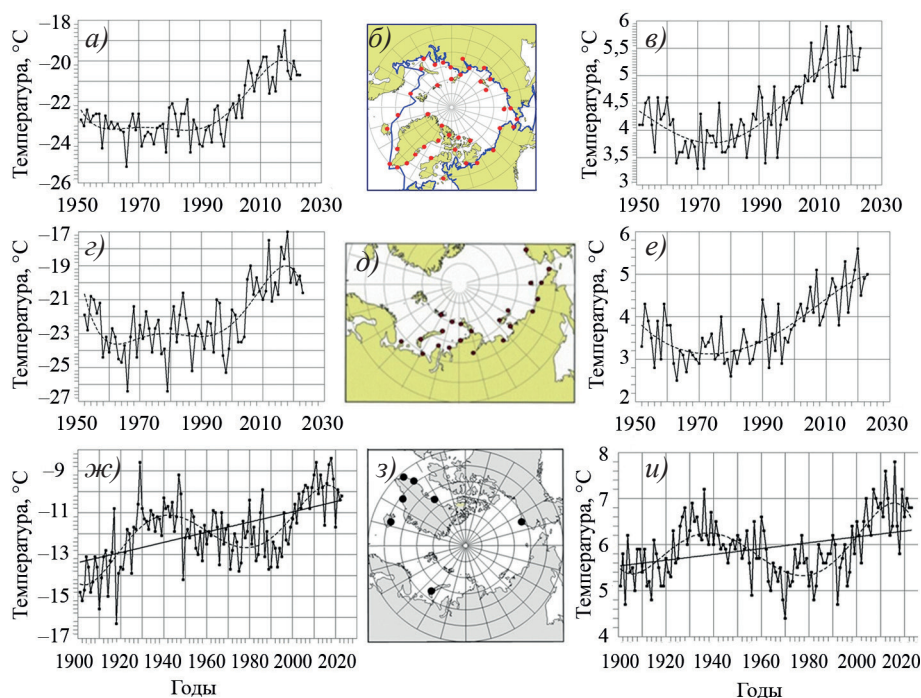 а)
Температура, °C
–18
–20
–22
–23
–24
–26
1950 1970 1990 2010 2030
б)
в)
Температура, °C
6
5,5
5
4,5
4
3,5
3
1950 1970 1990 2010 2030
г)
Температура, °C
–17
–19
–21
–23
–25
–27
1950 1970 1990 2010 2030
д)
е)
Температура, °C
6
5
4
3
2
1950 1970 1990 2010 2030
ж)
Температура, °C
–9
–11
–13
–15
–17
1900 1920 1940 1960 1980 2000 2020
Годы
з)
и)
Температура, °C
8
7
6
5
4
1900 1920 1940 1960 1980 2000 2020
Годы